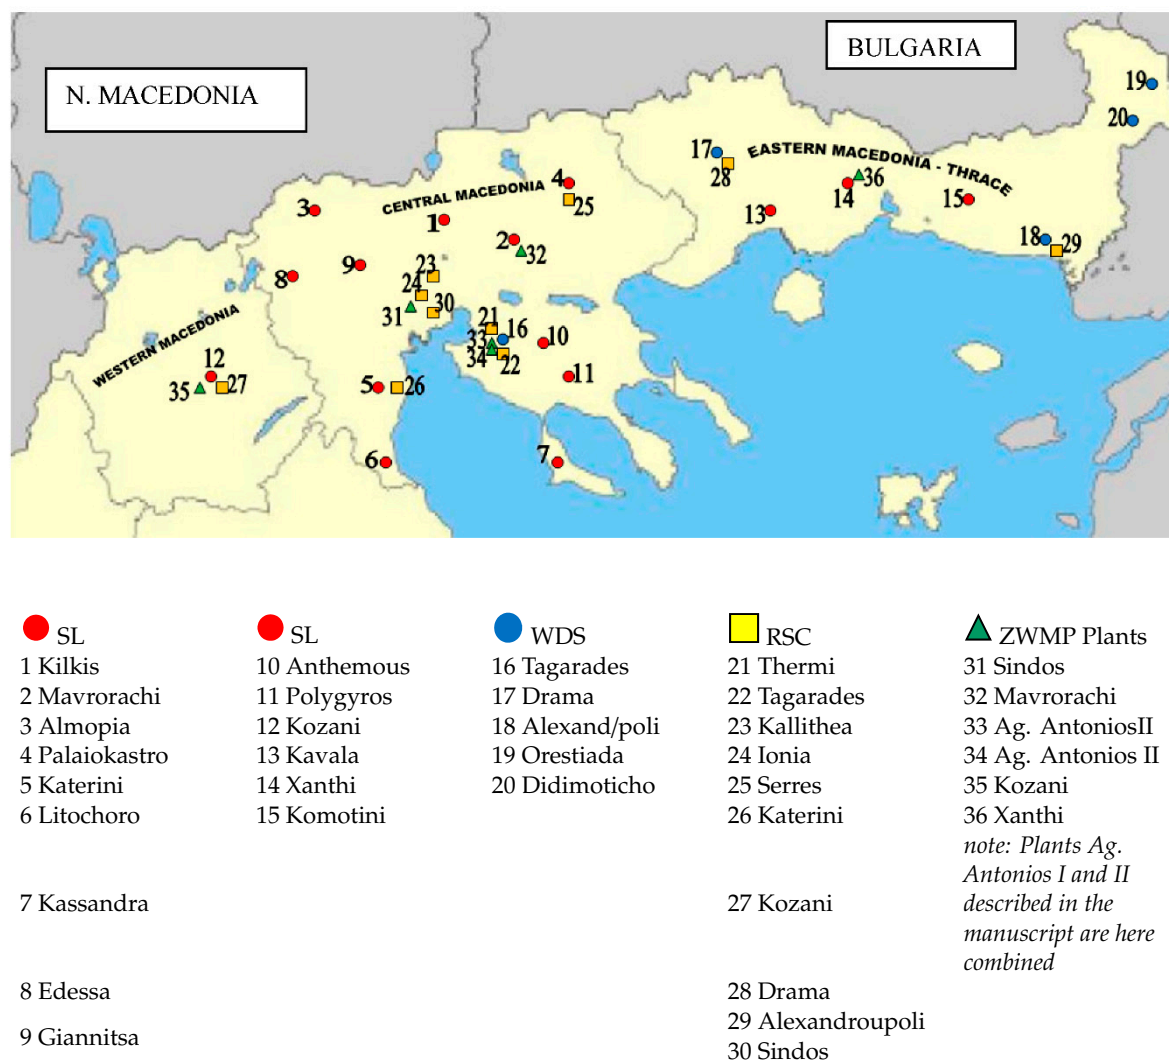 BULGARIA
N. MACEDONIA
19
20
17
28
EASTERN MACEDONIA - THRACE
36
14
15
13
18
29
4
25
CENTRAL MACEDONIA
3
1
2
32
9
8
23
24
30
31
21
16
33
34
22
10
11
WESTERN MACEDONIA
12
35
27
5
26
6
7
SL SL WDS RSC ZWMP Plants
1 Kilkis 10 Anthemous 16 Tagarades 21 Thermi 31 Sindos
2 Mavrorachi 11 Polygyros 17 Drama 22 Tagarades 32 Mavrorachi
3 Almopia 12 Kozani 18 Alexand/poli 23 Kallithea 33 Ag. AntoniosII
4 Palaiokastro 13 Kavala 19 Orestiada 24 Ionia 34 Ag. Antonios II
5 Katerini 14 Xanthi 20 Didimoticho 25 Serres 35 Kozani
6 Litochoro 15 Komotini 26 Katerini 36 Xanthi
note: Plants Ag.
Antonios I and II
7 Kassandra 27 Kozani described in the
manuscript are here
combined
8 Edessa 28 Drama
9 Giannitsa 29 Alexandroupoli
30 Sindos